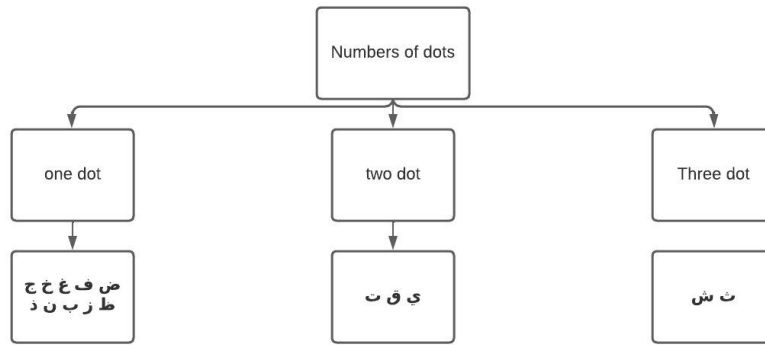 Numbers of dots
one dot
two dot
Three dot
ض ف غ خ ج
ظ ز ب ن ذ
ي ق ت
ث ش